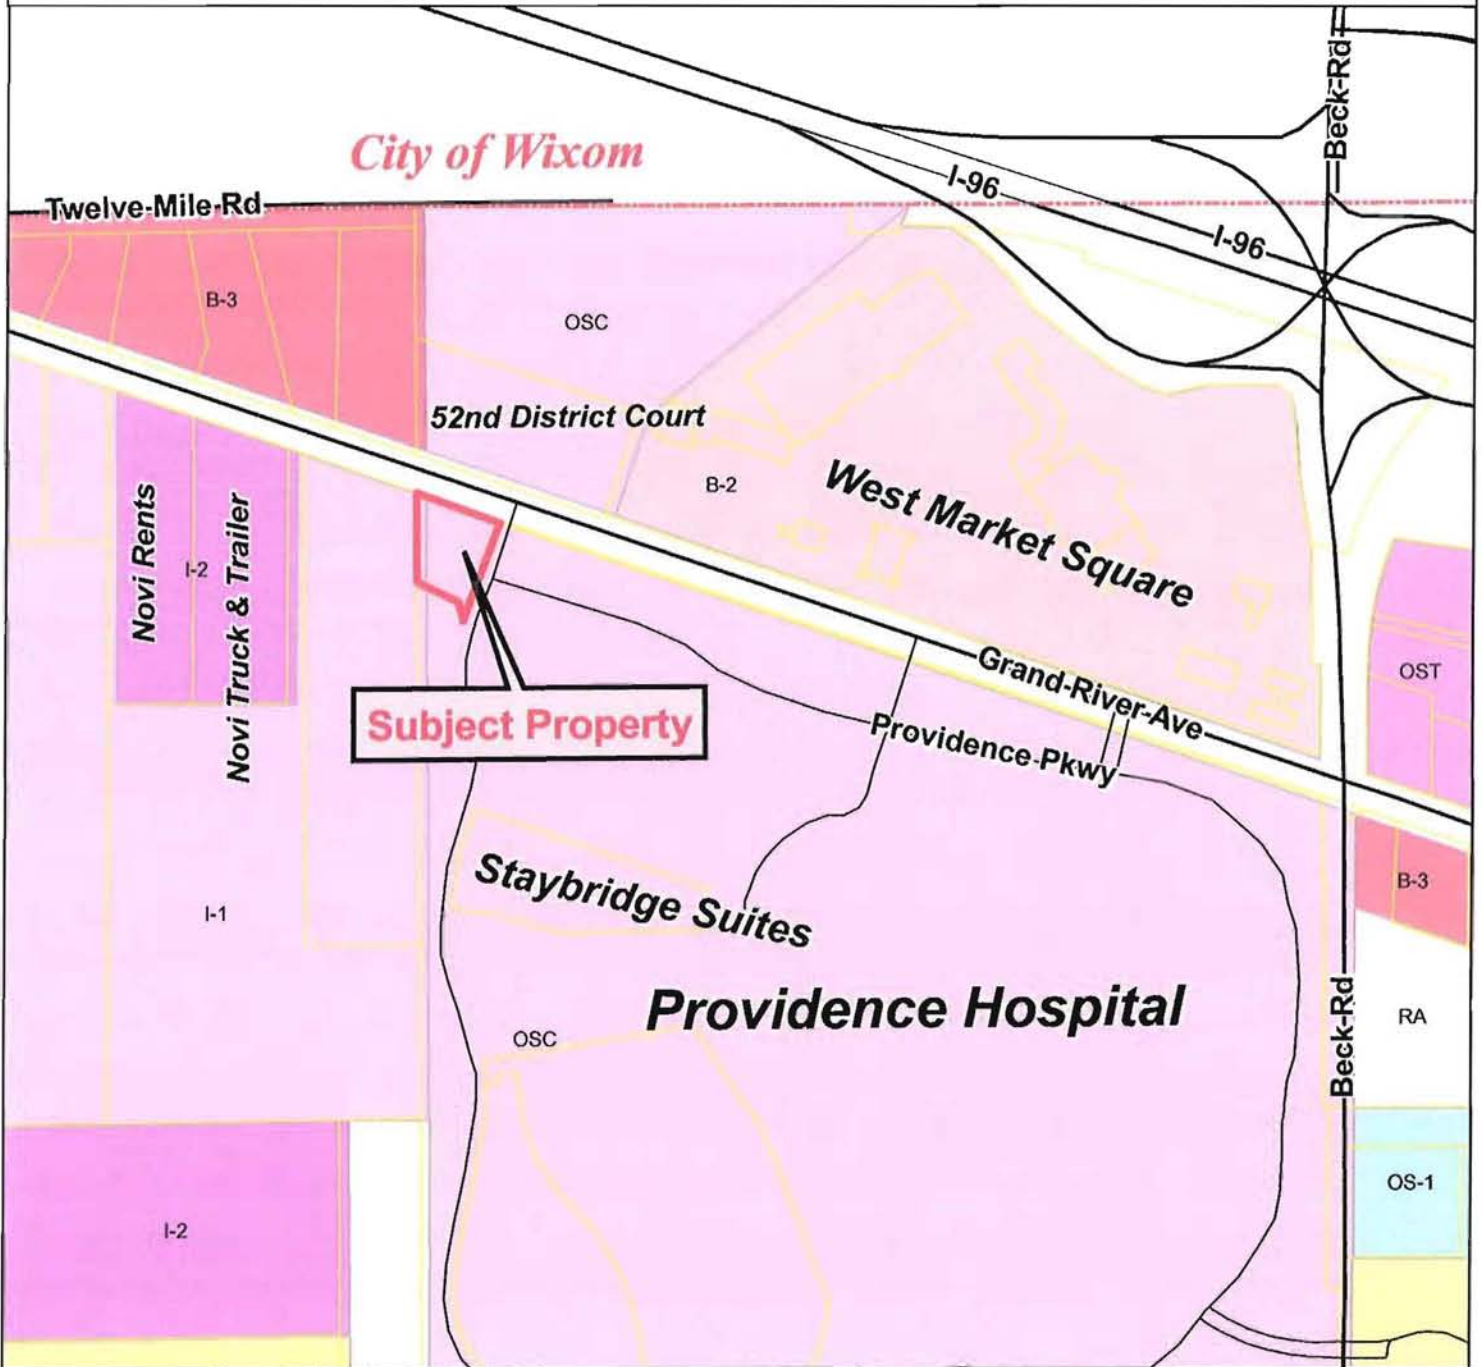 Beck-Rd
City of Wixom
I-96
Twelve-Mile-Rd
I-96
B-3
OSC
52nd District Court
B-2
West Market Square
Novi Rents
I-2
Novi Truck & Trailer
OST
Grand-River-Ave
Subject Property
Providence-Pkwy
Staybridge Suites
B-3
I-1
Providence Hospital
RA
Beck-Rd
OSC
OS-1
I-2